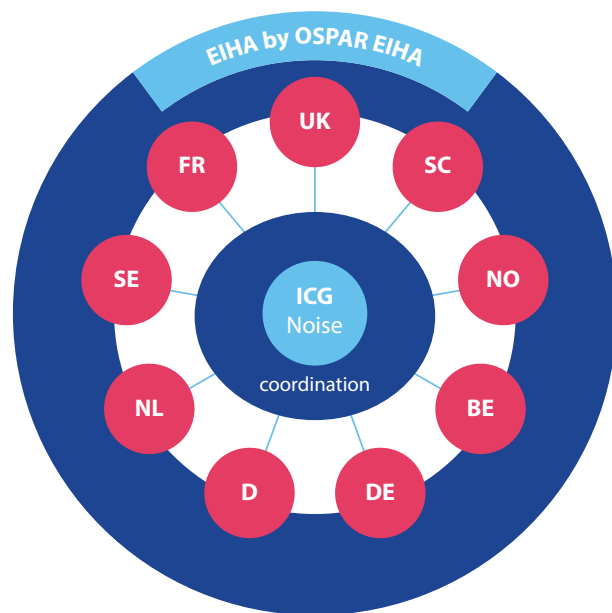 EIHA by OSPAR EIHA
UK
FR
SC
SE
NO
ICG
Noise
coordination
NL
BE
D
DE